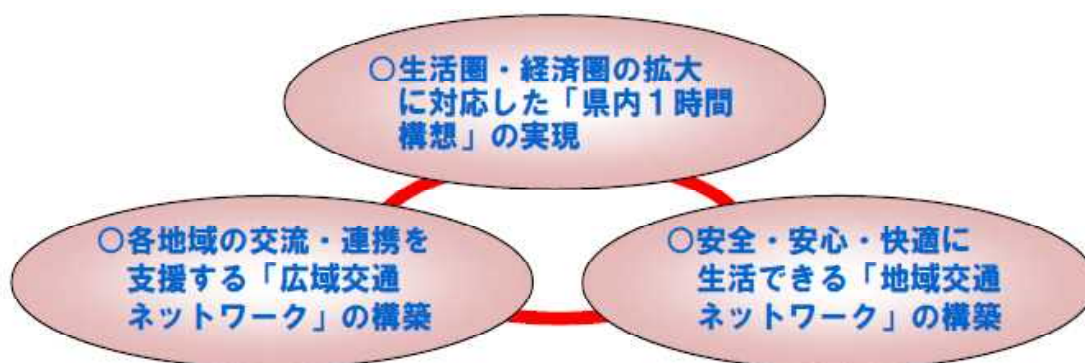 ○生活圏・経済圏の拡大
に対応した「県内１時間
構想」の実現
○各地域の交流・連携を
支援する「広域交通
ネットワーク」の構築
○安全・安心・快適に
生活できる「地域交通
ネットワーク」の構築